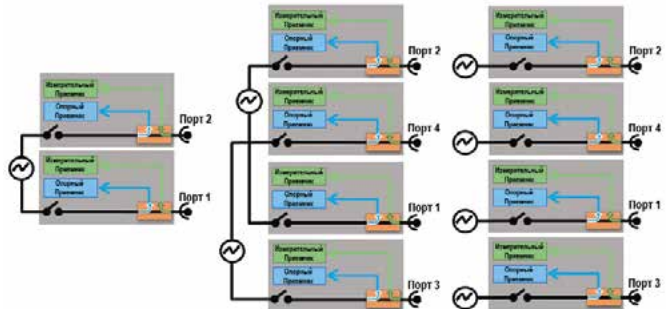 Измерительный
Приемник
Опорный
Приемник
Порт 2
Измерительный
Приемник
Опорный
Приемник
Порт 1
Измерительный
Приемник
Опорный
Приемник
Порт 2
Измерительный
Приемник
Опорный
Приемник
Порт 4
Измерительный
Приемник
Опорный
Приемник
Порт 1
Измерительный
Приемник
Опорный
Приемник
Порт 3
Измерительный
Приемник
Опорный
Приемник
Порт 2
Измерительный
Приемник
Опорный
Приемник
Порт 4
Измерительный
Приемник
Опорный
Приемник
Порт 1
Измерительный
Приемник
Опорный
Приемник
Порт 3